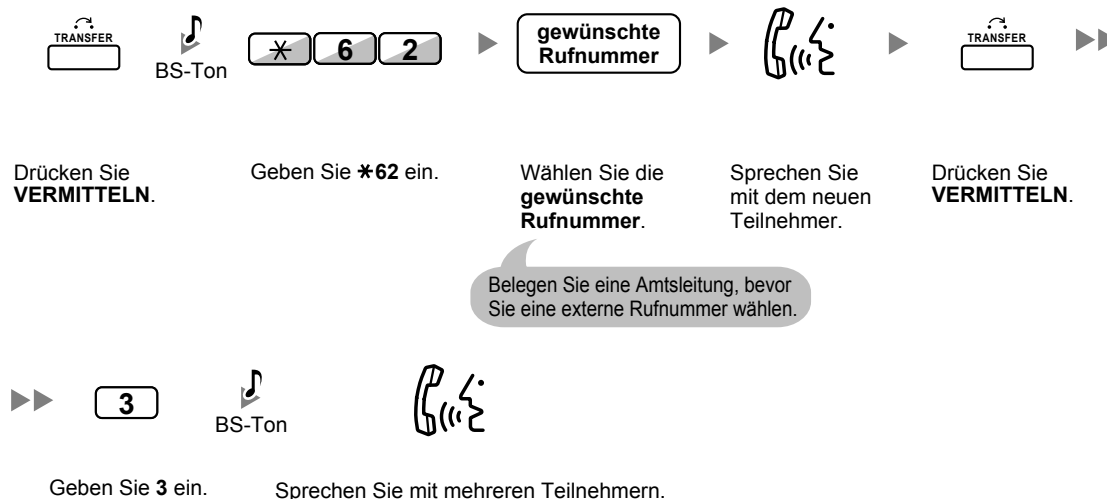 TRANSFER
BS-Ton
* 6 2
gewünschte
Rufnummer
TRANSFER
Drücken Sie
VERMITTELN.
Geben Sie *62 ein.
Wählen Sie die
gewünschte
Rufnummer.
Sprechen Sie
mit dem neuen
Teilnehmer.
Drücken Sie
VERMITTELN.
Belegen Sie eine Amtsleitung, bevor
Sie eine externe Rufnummer wählen.
3
BS-Ton
Geben Sie 3 ein.
Sprechen Sie mit mehreren Teilnehmern.